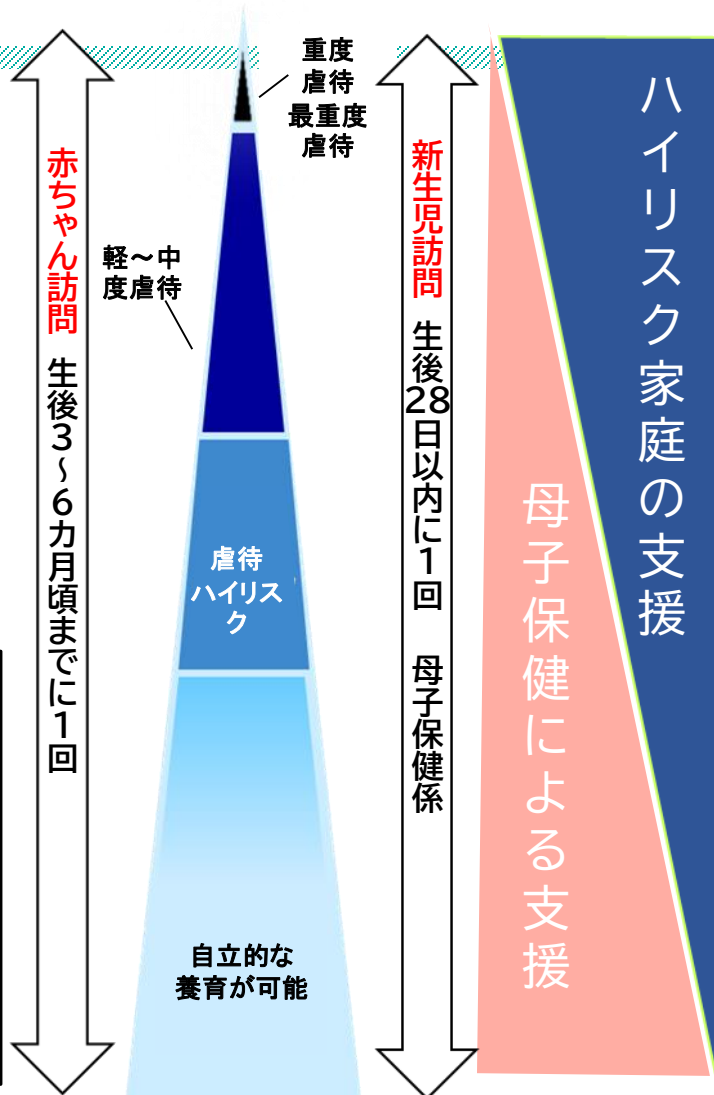 赤ちゃん訪問 生後3~6カ月頃までに1回
重度
虐待
最重度
虐待
軽~中
度虐待
虐待
ハイリス
ク
自立的な
養育が可能
新生児訪問 生後28日以内に1回 母子保健係
母子保健による支援
ハイリスク家庭の支援